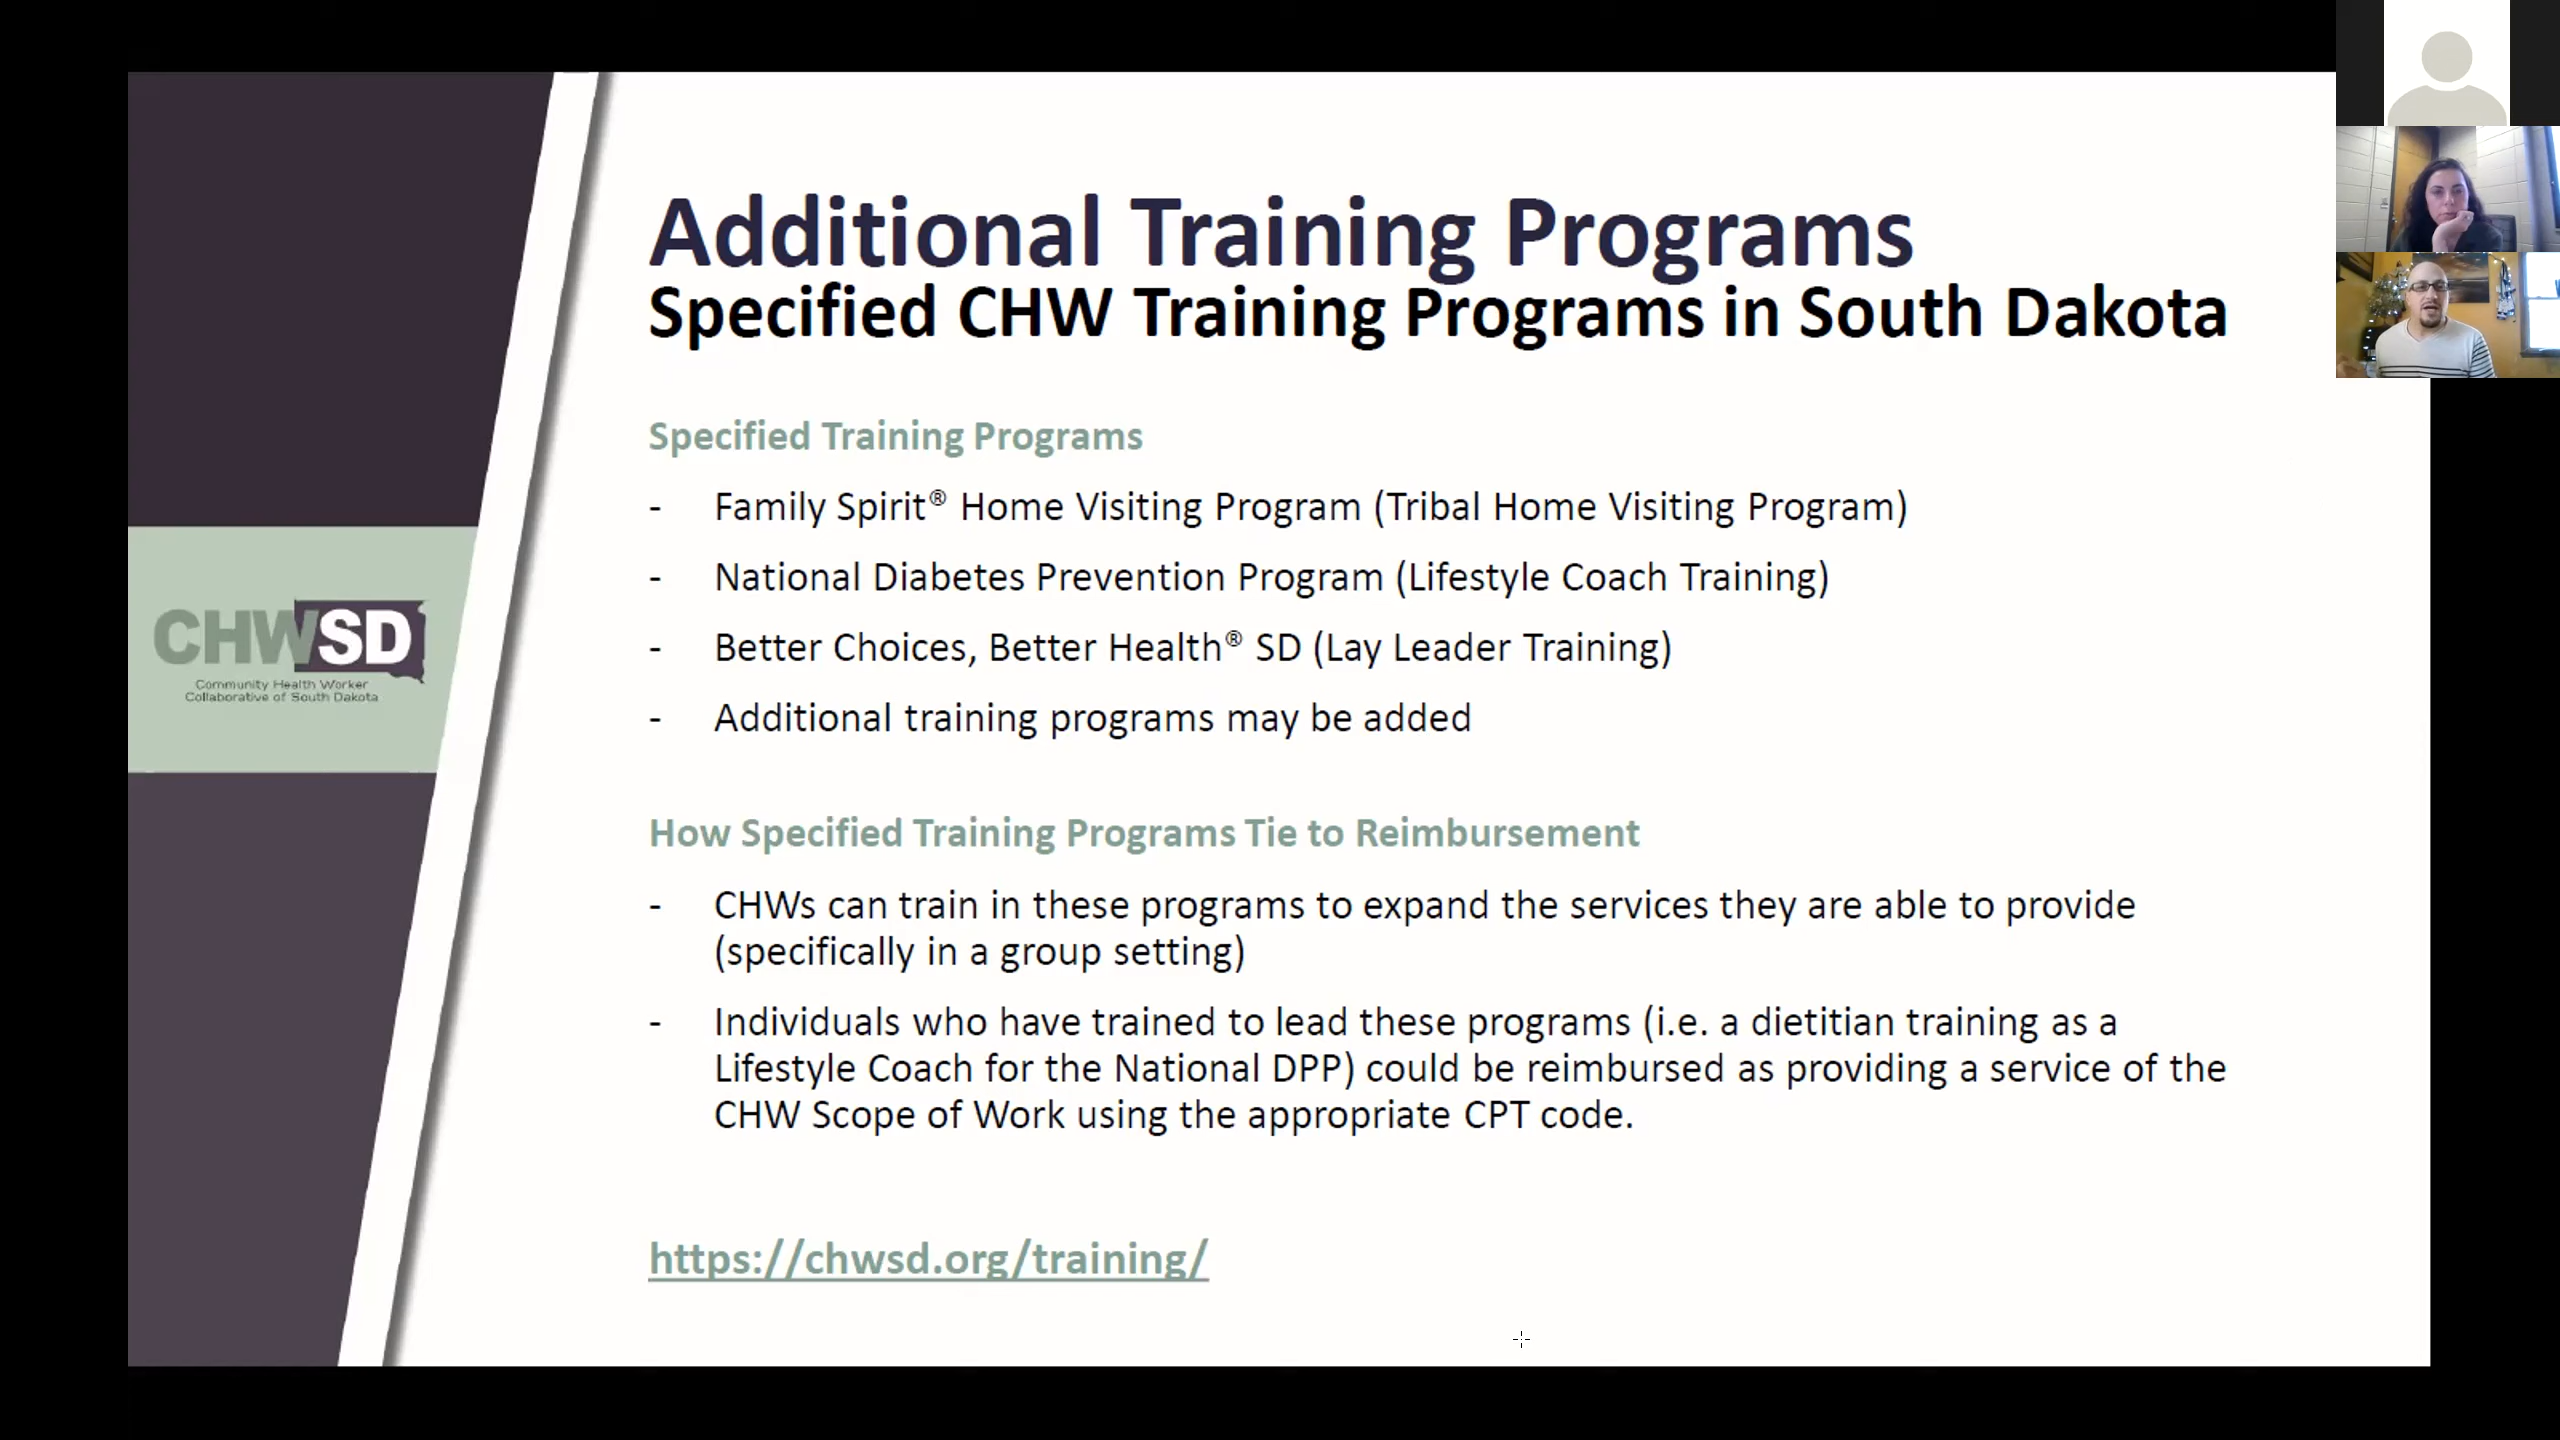 Additional Training Programs
Specified CHW Training Programs in South Dakota
Specified Training Programs
- Family Spirit® Home Visiting Program (Tribal Home Visiting Program)
- National Diabetes Prevention Program (Lifestyle Coach Training)
- Better Choices, Better Health® SD (Lay Leader Training)
- Additional training programs may be added
CHWSD
Community Health Worker
Collaborative of South Dakota
How Specified Training Programs Tie to Reimbursement
- CHWs can train in these programs to expand the services they are able to provide
(specifically in a group setting)
- Individuals who have trained to lead these programs (i.e. a dietitian training as a
Lifestyle Coach for the National DPP) could be reimbursed as providing a service of the
CHW Scope of Work using the appropriate CPT code.
https://chwsd.org/training/